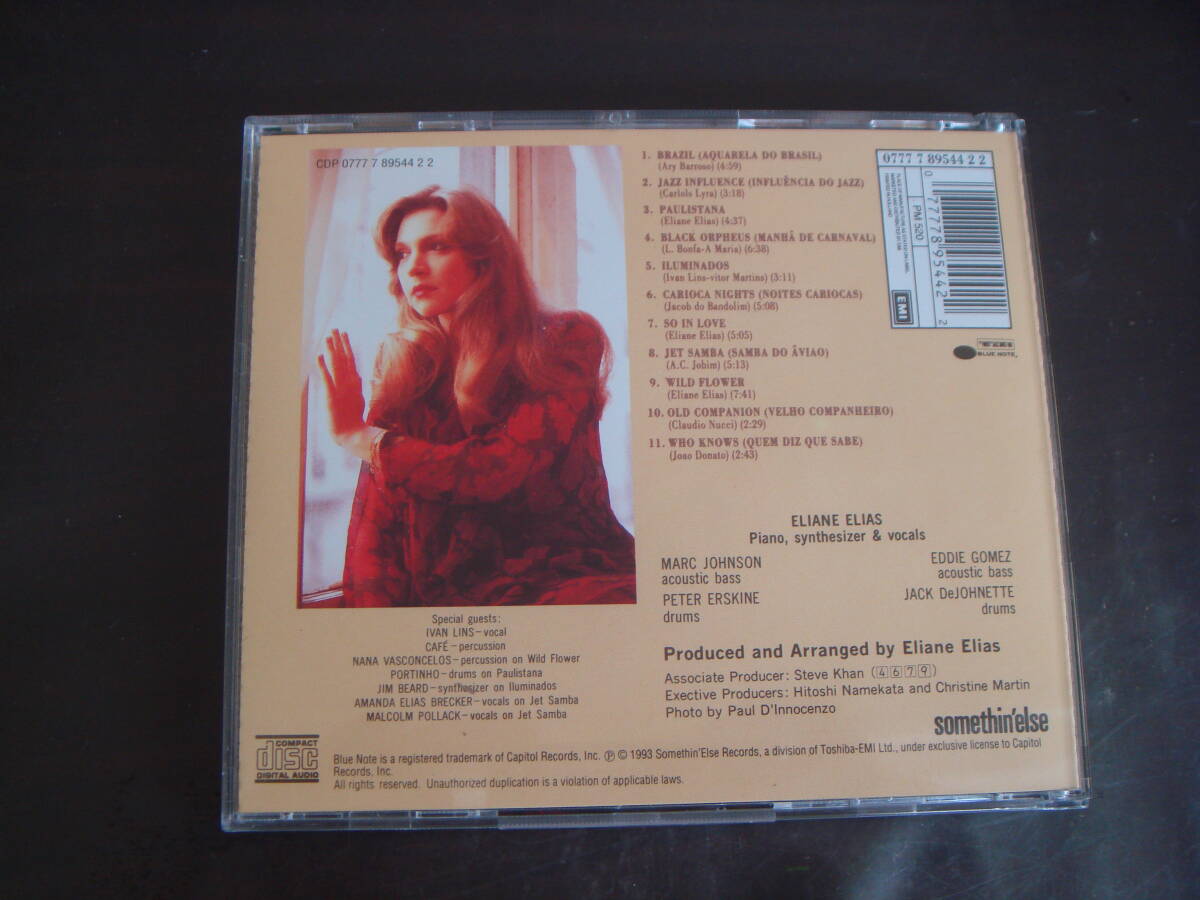 CDP 0777 7 89544 2 2
1. BRAZIL (AQUARELA DO BRASIL)
(Ary Barroso) (4:59)
2. JAZZ INFLUENCE (INFLUÊNCIA DO JAZZ)
(Cariols Lyra) (3:18)
3. PAULISTANA
(Eliane Elias) (4:37)
4. BLACK ORPHEUS (MANHÃ DE CARNAVAL)
(L. Bonfa-A Maria) (6:38)
5. ILUMINADOS
(Ivan Lins-vitor Martins) (3:11)
6. CARIOCA NIGHTS (NOITES CARIOCAS)
(Jacob do Bandolim) (5:08)
7. SO IN LOVE
(Eliane Elias) (5:05)
8. JET SAMBA (SAMBA DO ÂVIAO)
(A.C. Jobim) (5:13)
9. WILD FLOWER
(Eliane Elias) (7:41)
10. OLD COMPANION (VELHO COMPANHEIRO)
(Claudio Nucci) (2:29)
11. WHO KNOWS (QUEM DIZ QUE SABE)
(Joao Donato) (2:43)
0777 7 89544 2 2
PM 520
EMI
0 77778 95442 2
BLUE NOTE
ELIANE ELIAS
Piano, synthesizer & vocals
MARC JOHNSON
acoustic bass
EDDIE GOMEZ
acoustic bass
PETER ERSKINE
drums
JACK DeJOHNETTE
drums
Produced and Arranged by Eliane Elias
Associate Producer: Steve Khan (4 6 7 9)
Exective Producers: Hitoshi Namekata and Christine Martin
Photo by Paul D'Innocenzo
somethin'else
Special guests:
IVAN LINS–vocal
CAFÉ–percussion
NANA VASCONCELOS–percussion on Wild Flower
PORTINHO–drums on Paulistana
JIM BEARD–synthesizer on Iluminados
AMANDA ELIAS BRECKER–vocals on Jet Samba
MALCOLM POLLACK–vocals on Jet Samba
COMPACT
disc
DIGITAL AUDIO
Blue Note is a registered trademark of Capitol Records, Inc. ℗ © 1993 Somethin'Else Records, a division of Toshiba-EMI Ltd., under exclusive license to Capitol
Records, Inc.
All rights reserved. Unauthorized duplication is a violation of applicable laws.